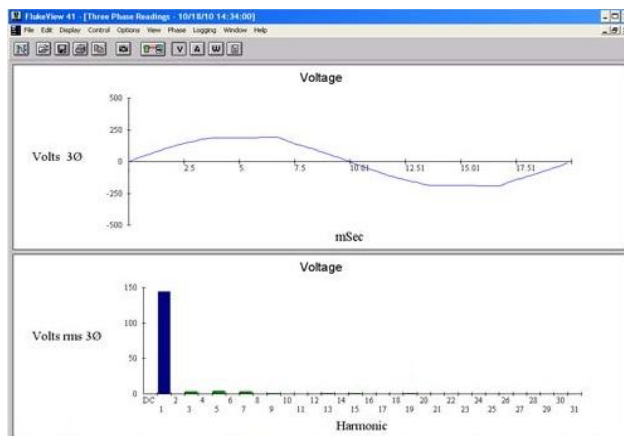 FlukeView 41 - [Three Phase Readings - 10/18/10 14:34:00]
File Edit Display Control Options View Phase Logging Window Help
V A W
Voltage
500
250
0
-250
-500
Volts 3Ø
2.5 5. 7.5 10.01 12.51 15.01 17.51
mSec
Voltage
150
100
50
0
Volts rms 3Ø
DC 2 4 6 8 10 12 14 16 18 20 22 24 26 28 30
1 3 5 7 9 11 13 15 17 19 21 23 25 27 29 31
Harmonic